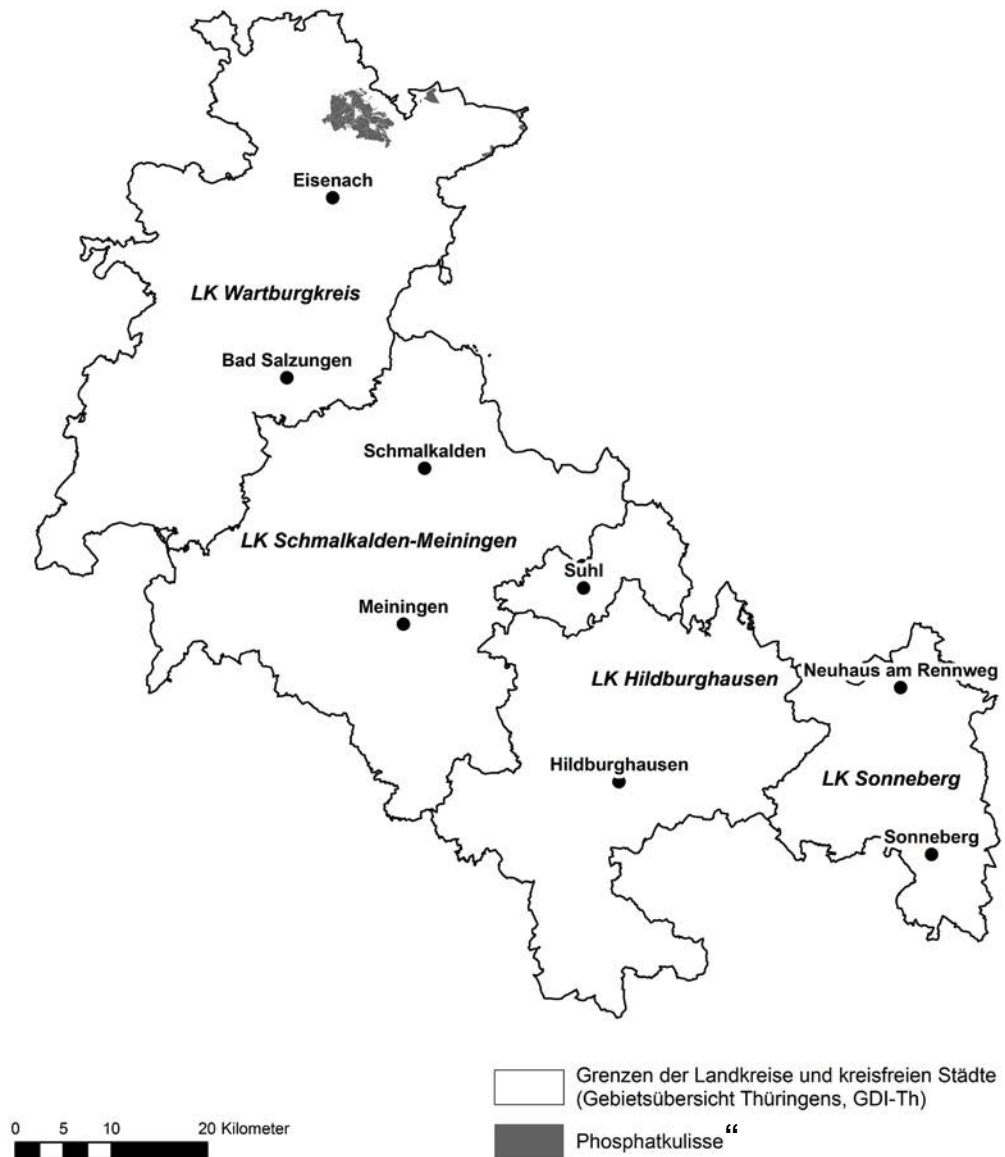 Eisenach
LK Wartburgkreis
Bad Salzungen
Schmalkalden
LK Schmalkalden-Meiningen
Suhl
Meiningen
LK Hildburghausen
Neuhaus am Rennweg
Hildburghausen
LK Sonneberg
Sonneberg
Grenzen der Landkreise und kreisfreien Städte
(Gebietsübersicht Thüringens, GDI-Th)
0 5 10 20 Kilometer
Phosphatkulisse“